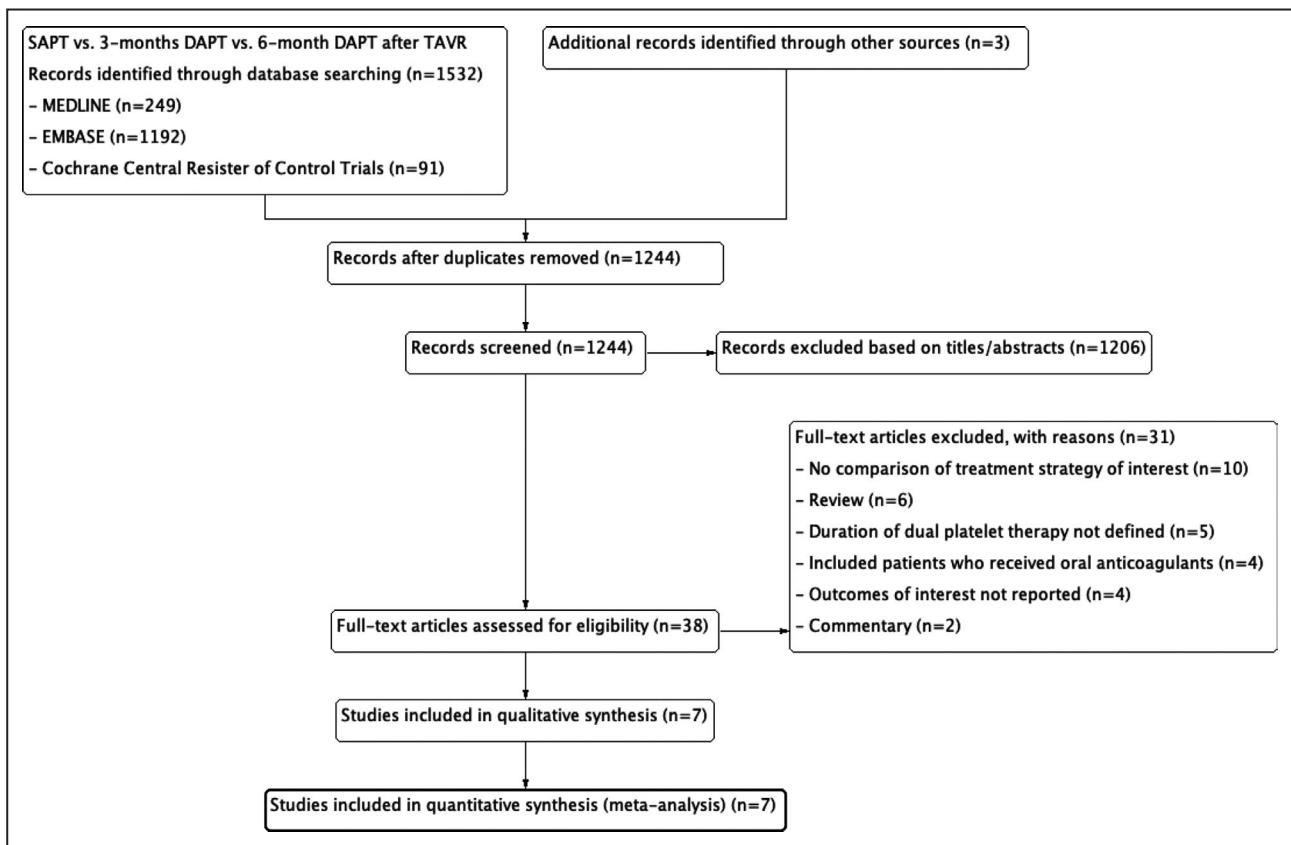 SAPT vs. 3-months DAPT vs. 6-month DAPT after TAVR
Records identified through database searching (n=1532)
- MEDLINE (n=249)
- EMBASE (n=1192)
- Cochrane Central Resister of Control Trials (n=91)
Additional records identified through other sources (n=3)
Records after duplicates removed (n=1244)
Records screened (n=1244)
Records excluded based on titles/abstracts (n=1206)
Full-text articles excluded, with reasons (n=31)
- No comparison of treatment strategy of interest (n=10)
- Review (n=6)
- Duration of dual platelet therapy not defined (n=5)
- Included patients who received oral anticoagulants (n=4)
- Outcomes of interest not reported (n=4)
- Commentary (n=2)
Full-text articles assessed for eligibility (n=38)
Studies included in qualitative synthesis (n=7)
Studies included in quantitative synthesis (meta-analysis) (n=7)